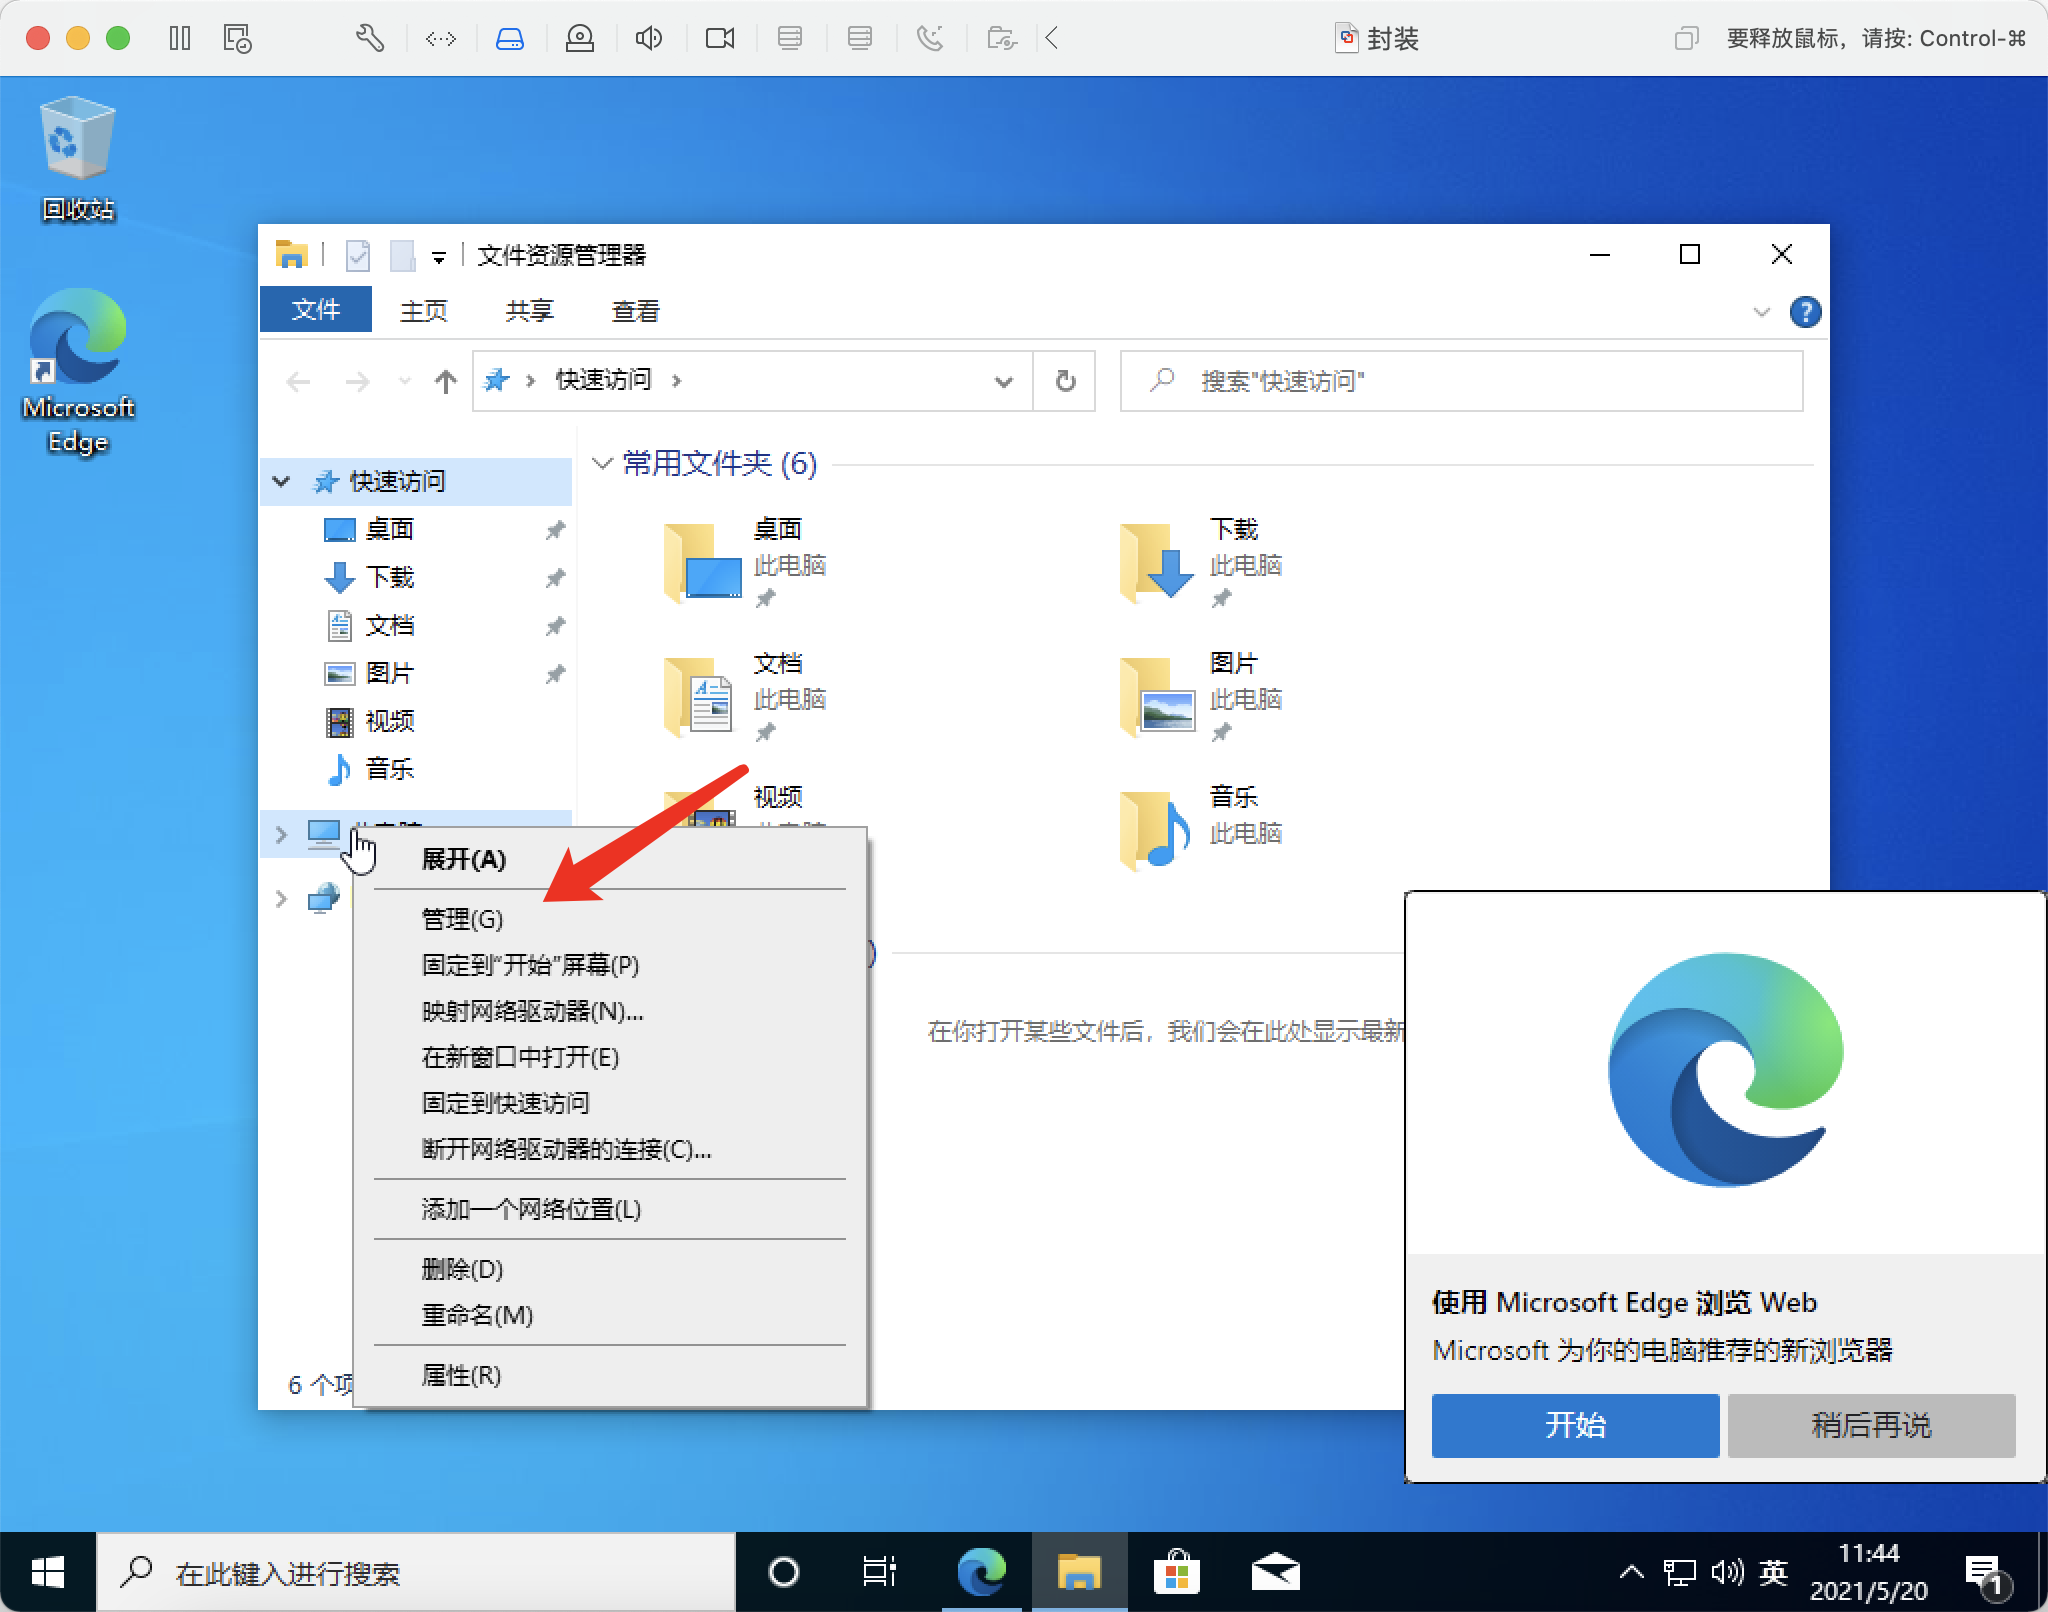 封装
要释放鼠标，请按: Control-⌘
回收站
Microsoft
Edge
文件资源管理器
文件
主页
共享
查看
快速访问
搜索"快速访问"
快速访问
桌面
下载
文档
图片
视频
音乐
常用文件夹 (6)
桌面
此电脑
下载
此电脑
文档
此电脑
图片
此电脑
视频
音乐
此电脑
展开(A)
管理(G)
固定到“开始”屏幕(P)
映射网络驱动器(N)...
在新窗口中打开(E)
固定到快速访问
断开网络驱动器的连接(C)...
添加一个网络位置(L)
删除(D)
重命名(M)
属性(R)
在你打开某些文件后，我们会在此处显示最新
6 个项
使用 Microsoft Edge 浏览 Web
Microsoft 为你的电脑推荐的新浏览器
开始
稍后再说
在此键入进行搜索
英
11:44
2021/5/20
1